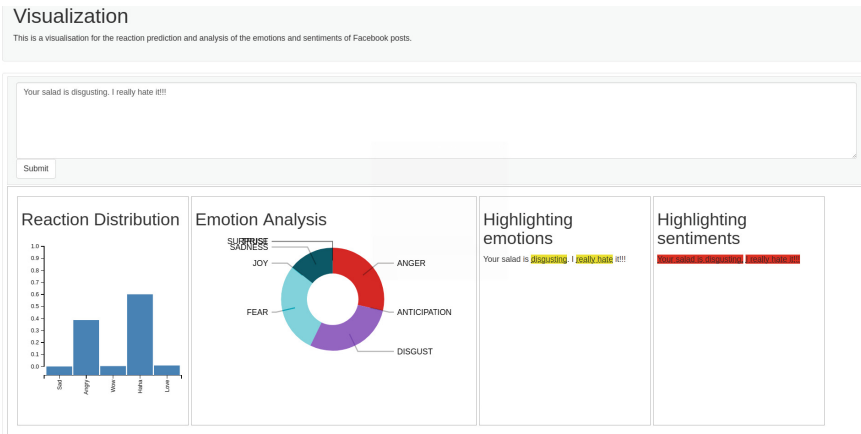 Visualization
This is a visualisation for the reaction prediction and analysis of the emotions and sentiments of Facebook posts.
Your salad is disgusting. I really hate it!!!
Submit
Reaction Distribution
1.0
0.9
0.8
0.7
0.6
0.5
0.4
0.3
0.2
0.1
0.0
Sad
Angry
Wow
Haha
Love
Emotion Analysis
SURPRISE
SADNESS
JOY
FEAR
ANGER
ANTICIPATION
DISGUST
Highlighting
emotions
Your salad is disgusting. I really hate it!!!
Highlighting
sentiments
Your salad is disgusting. I really hate it!!!